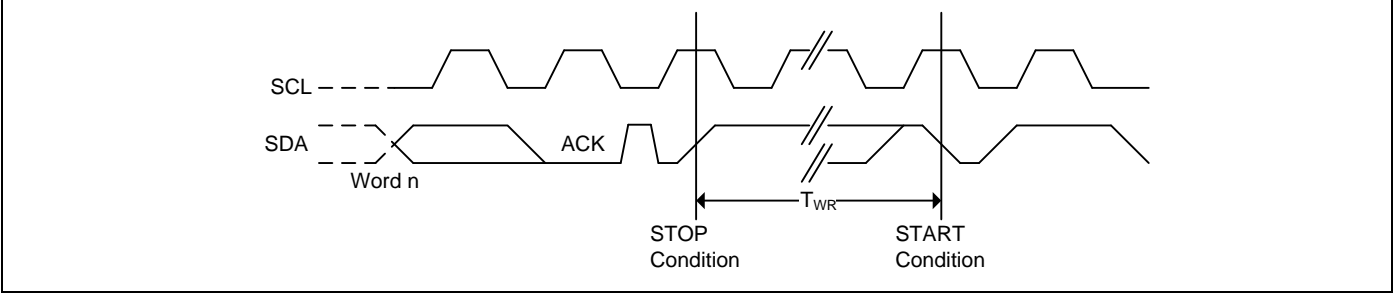 SCL
SDA
ACK
Word n
TWR
STOP
Condition
START
Condition